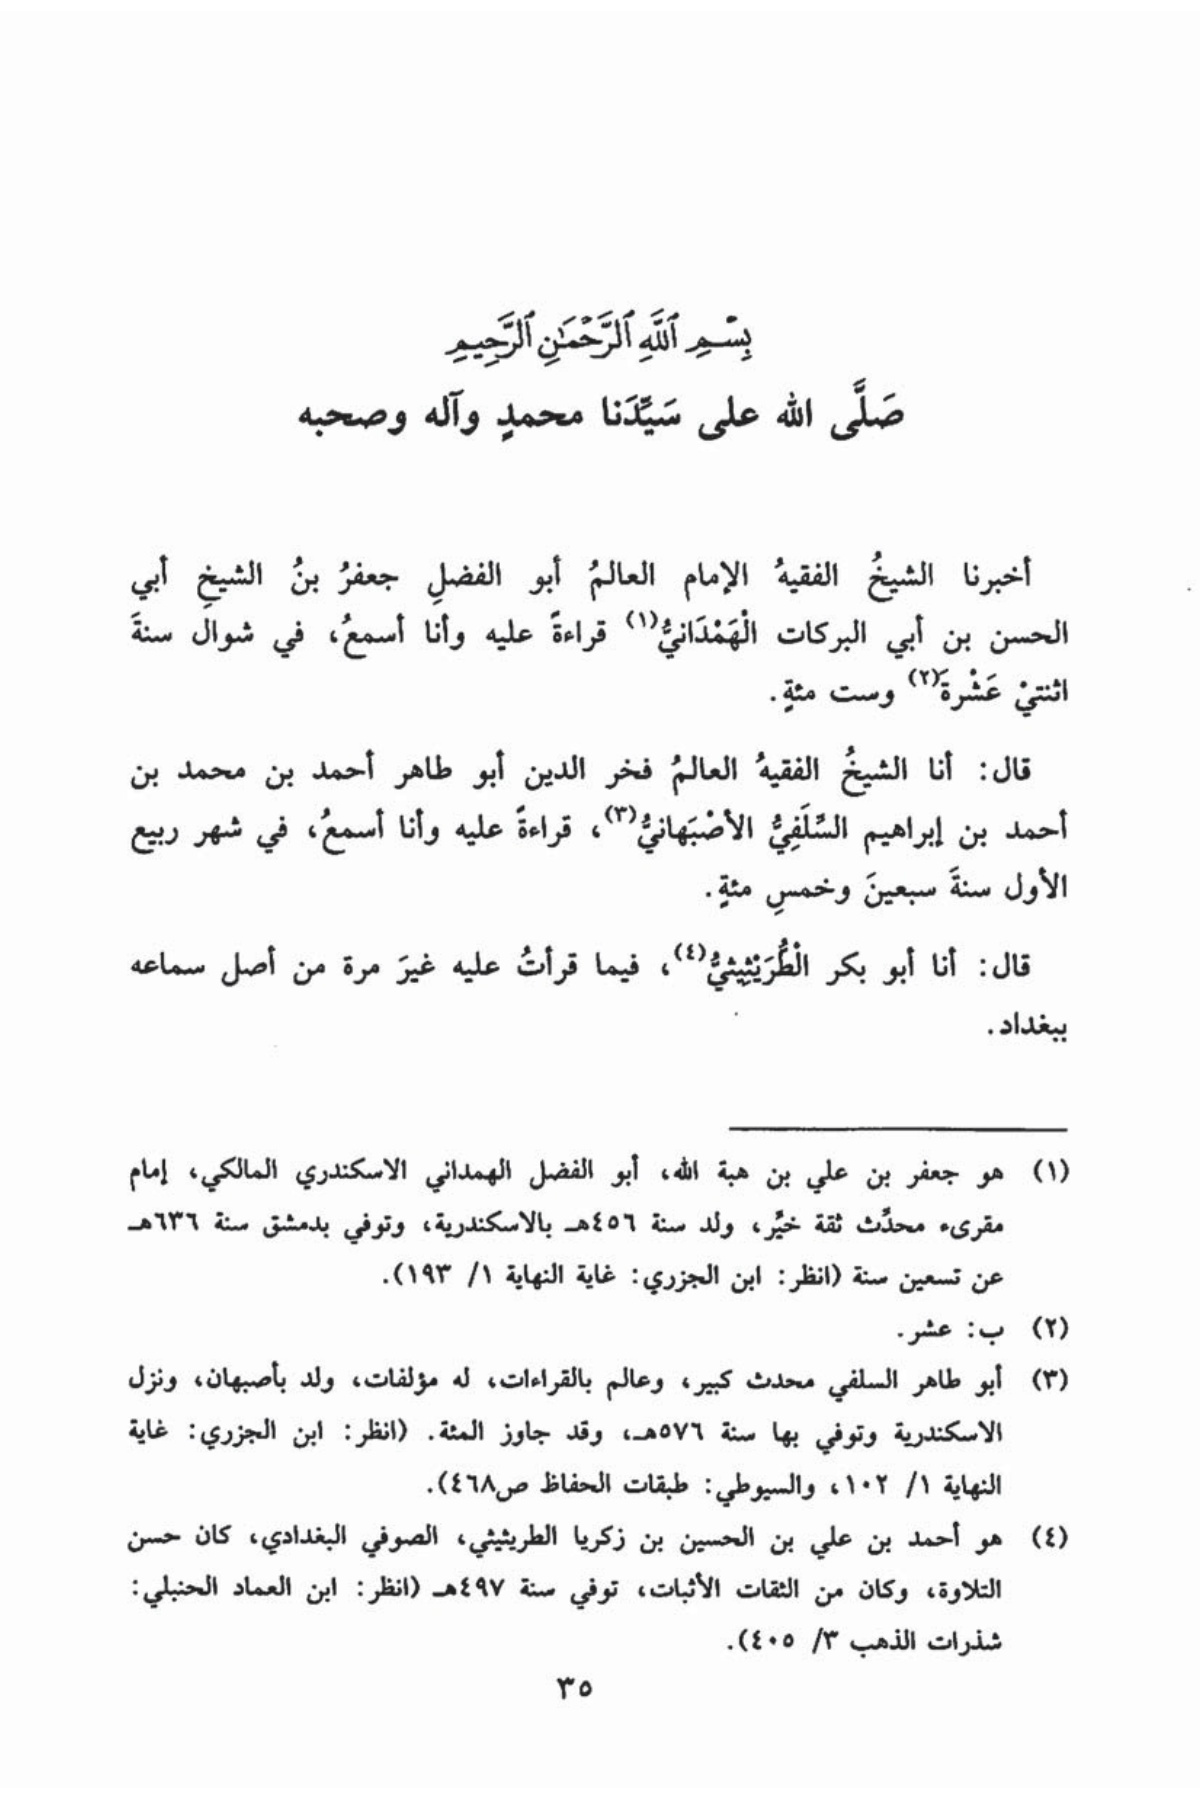 بِسْمِ ٱللَّهِ ٱلرَّحْمَـٰنِ ٱلرَّحِيمِ
صَلَّى الله على سَيِّدَنا محمدٍ وآله وصحبه
أخبرنا الشيخُ الفقيهُ الإمام العالمُ أبو الفضلِ جعفرُ بنُ الشيخِ أبي
الحسن بن أبي البركات الْهَمْدَانيُّ(١) قراءةً عليه وأنا أسمعُ، في شوال سنةَ
اثنتيْ عَشْرةَ(٢) وست مئةٍ.
قال: أنا الشيخُ الفقيهُ العالمُ فخر الدين أبو طاهر أحمد بن محمد بن
أحمد بن إبراهيم السِّلَفِيُّ الأصْبَهانيُّ(٣)، قراءةً عليه وأنا أسمعُ، في شهر ربيع
الأول سنةَ سبعينَ وخمسِ مئةٍ.
قال: أنا أبو بكر الْطُّرَيْثِيثيُّ(٤)، فيما قرأتُ عليه غيرَ مرة من أصل سماعه
ببغداد.
(١) هو جعفر بن علي بن هبة الله، أبو الفضل الهمداني الاسكندري المالكي، إمام
مقرىء محدِّث ثقة خيِّر، ولد سنة ٤٥٦هـ بالاسكندرية، وتوفي بدمشق سنة ٦٣٦هـ
عن تسعين سنة (انظر: ابن الجزري: غاية النهاية ١/ ١٩٣).
(٢) ب: عشر.
(٣) أبو طاهر السلفي محدث كبير، وعالم بالقراءات، له مؤلفات، ولد بأصبهان، ونزل
الاسكندرية وتوفي بها سنة ٥٧٦هـ، وقد جاوز المئة. (انظر: ابن الجزري: غاية
النهاية ١/ ١٠٢، والسيوطي: طبقات الحفاظ ص٤٦٨).
(٤) هو أحمد بن علي بن الحسين بن زكريا الطريثيثي، الصوفي البغدادي، كان حسن
التلاوة، وكان من الثقات الأثبات، توفي سنة ٤٩٧هـ (انظر: ابن العماد الحنبلي:
شذرات الذهب ٣/ ٤٠٥).
٣٥